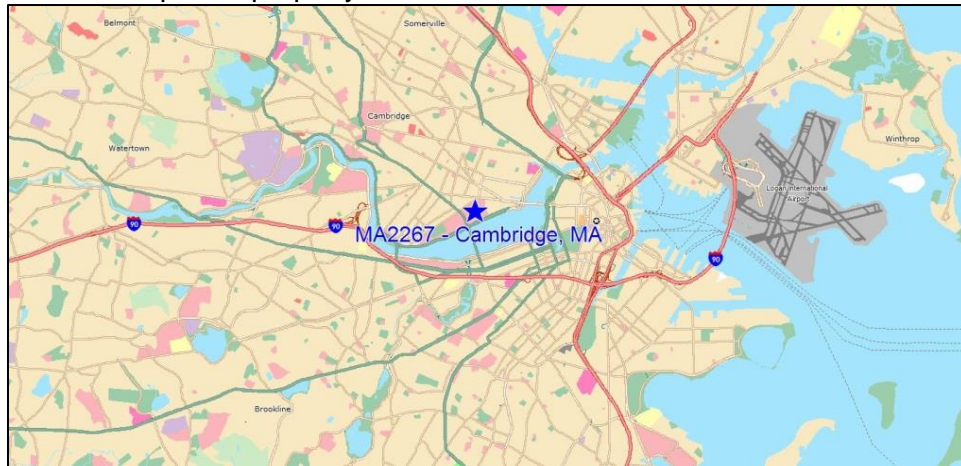 Belmont
Somerville
Cambridge
Winthrop
Watertown
Logan International
Airport
90
90
MA2267 - Cambridge, MA
90
Brookline